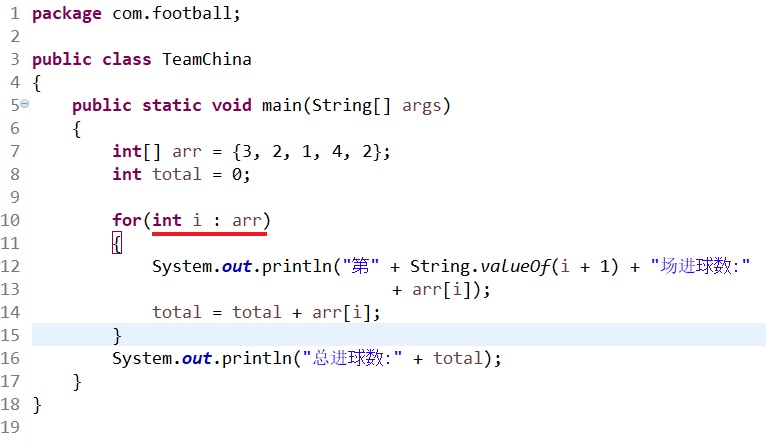 1 package com.football;
2
3 public class TeamChina
4 {
5     public static void main(String[] args)
6     {
7         int[] arr = {3, 2, 1, 4, 2};
8         int total = 0;
9
10         for(int i : arr)
11         {
12             System.out.println("第" + String.valueOf(i + 1) + "场进球数:"
13                                     + arr[i]);
14             total = total + arr[i];
15         }
16         System.out.println("总进球数:" + total);
17     }
18 }
19